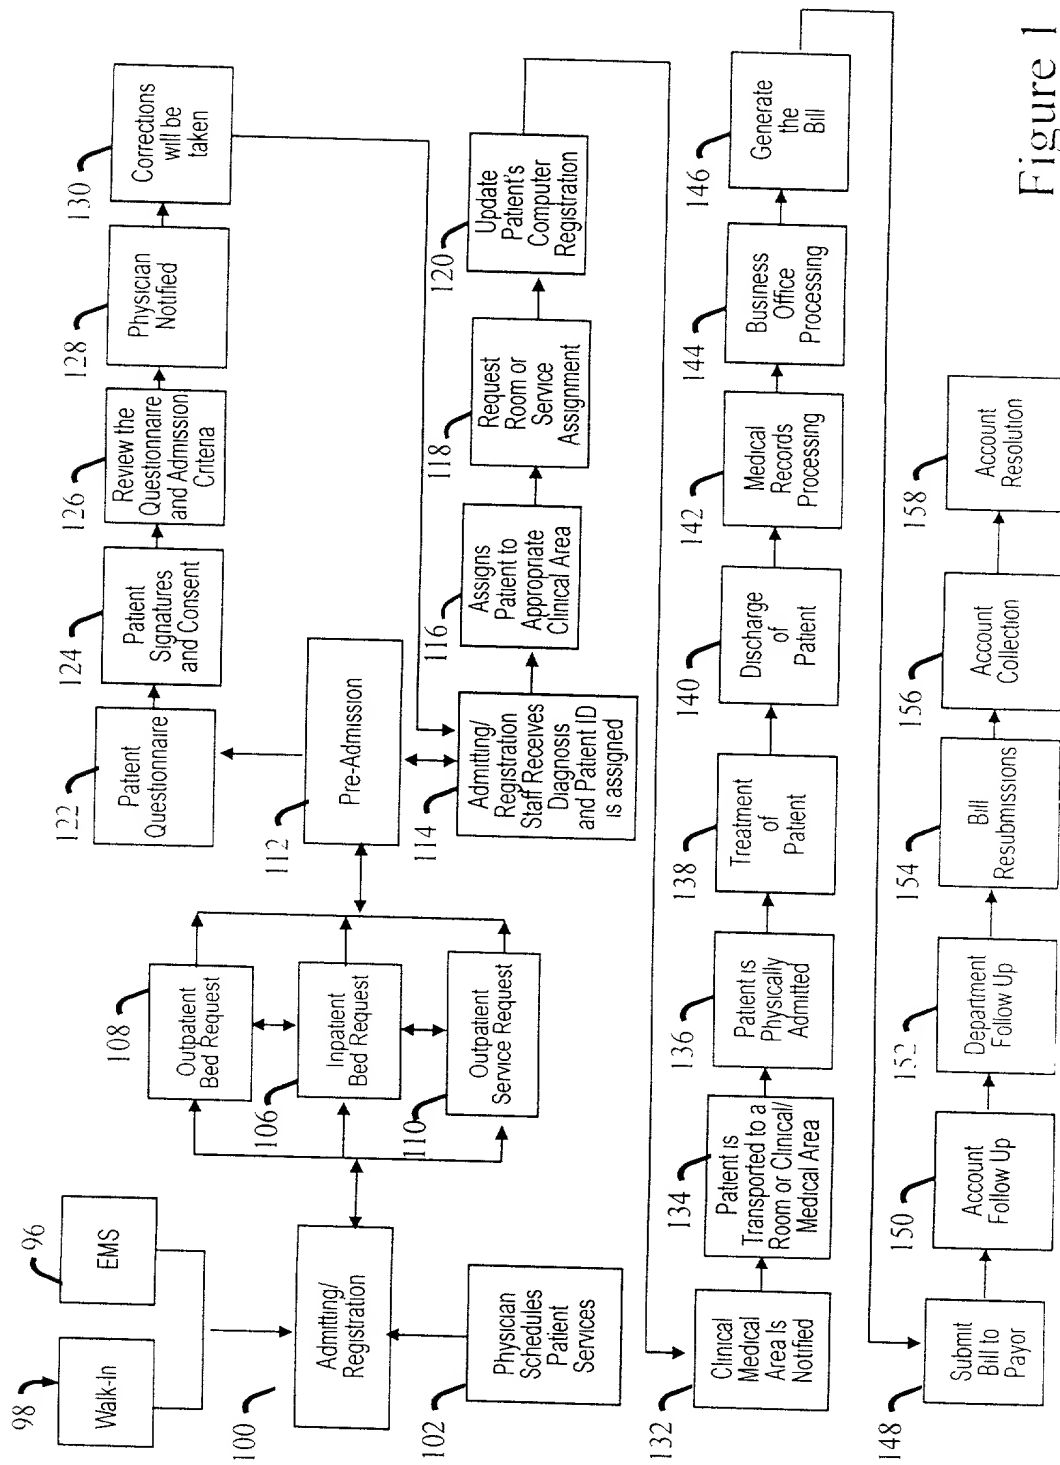 98
Walk-In
96
EMS
100
Admitting/
Registration
102
Physician
Schedules
Patient
Services
108
Outpatient
Bed Request
106
Inpatient
Bed Request
110
Outpatient
Service Request
112
Pre-Admission
122
Patient
Questionnaire
124
Patient
Signatures
and Consent
126
Review the
Questionnaire
and Admission
Criteria
128
Physician
Notified
130
Corrections
will be
taken
114
Admitting/
Registration
Staff Receives
Diagnosis
and Patient ID
is assigned
116
Assigns
Patient to
Appropriate
Clinical Area
118
Request
Room or
Service
Assignment
120
Update
Patient's
Computer
Registration
132
Clinical
Medical
Area Is
Notified
134
Patient is
Transported to a
Room or Clinical/
Medical Area
136
Patient is
Physically
Admitted
138
Treatment
of
Patient
140
Discharge
of
Patient
142
Medical
Records
Processing
144
Business
Office
Processing
146
Generate
the
Bill
148
Submit
Bill to
Payor
150
Account
Follow Up
152
Department
Follow Up
154
Bill
Resubmissions
156
Account
Collection
158
Account
Resolution
Figure 1